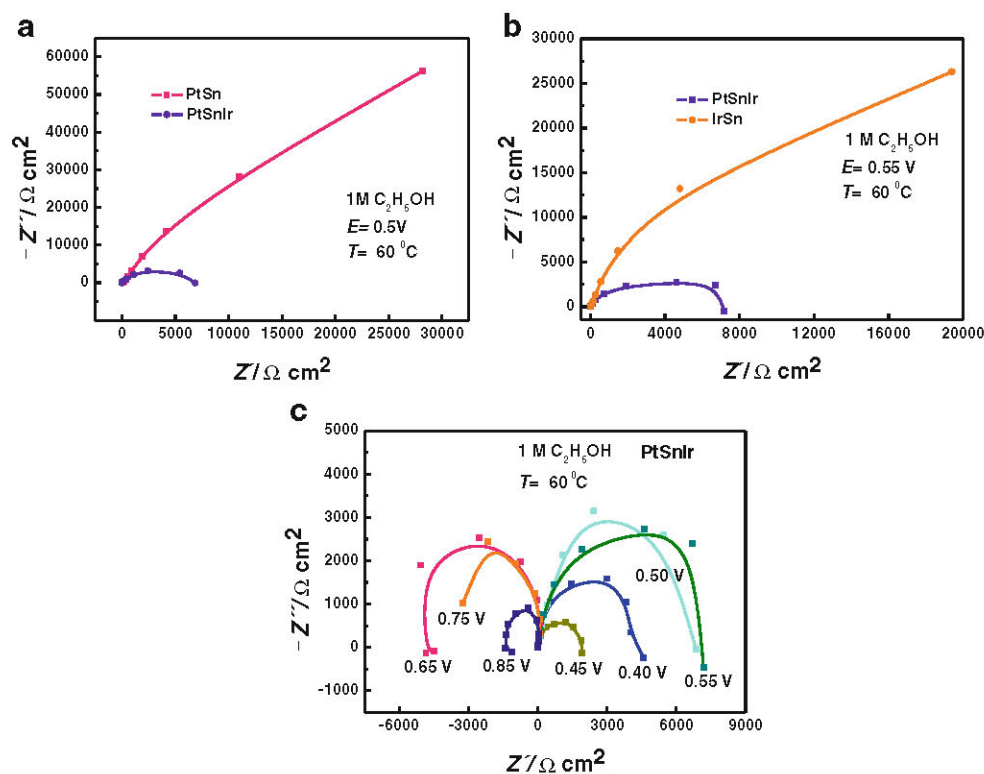 a
60000
50000
40000
30000
20000
10000
0
− Z´´/ Ω cm²
PtSn
PtSnIr
1M C₂H₅OH
E= 0.5V
T= 60 ⁰C
0 5000 10000 15000 20000 25000 30000
Z´/ Ω cm²
b
30000
25000
20000
15000
10000
5000
0
− Z´´/ Ω cm²
PtSnIr
IrSn
1 M C₂H₅OH
E= 0.55 V
T= 60 ⁰C
0 4000 8000 12000 16000 20000
Z´/ Ω cm²
c
5000
4000
3000
2000
1000
0
-1000
− Z´´/ Ω cm²
1 M C₂H₅OH PtSnIr
T= 60 ⁰C
0.50 V
0.75 V
0.65 V 0.85 V 0.45 V 0.40 V 0.55 V
-6000 -3000 0 3000 6000 9000
Z´/ Ω cm²